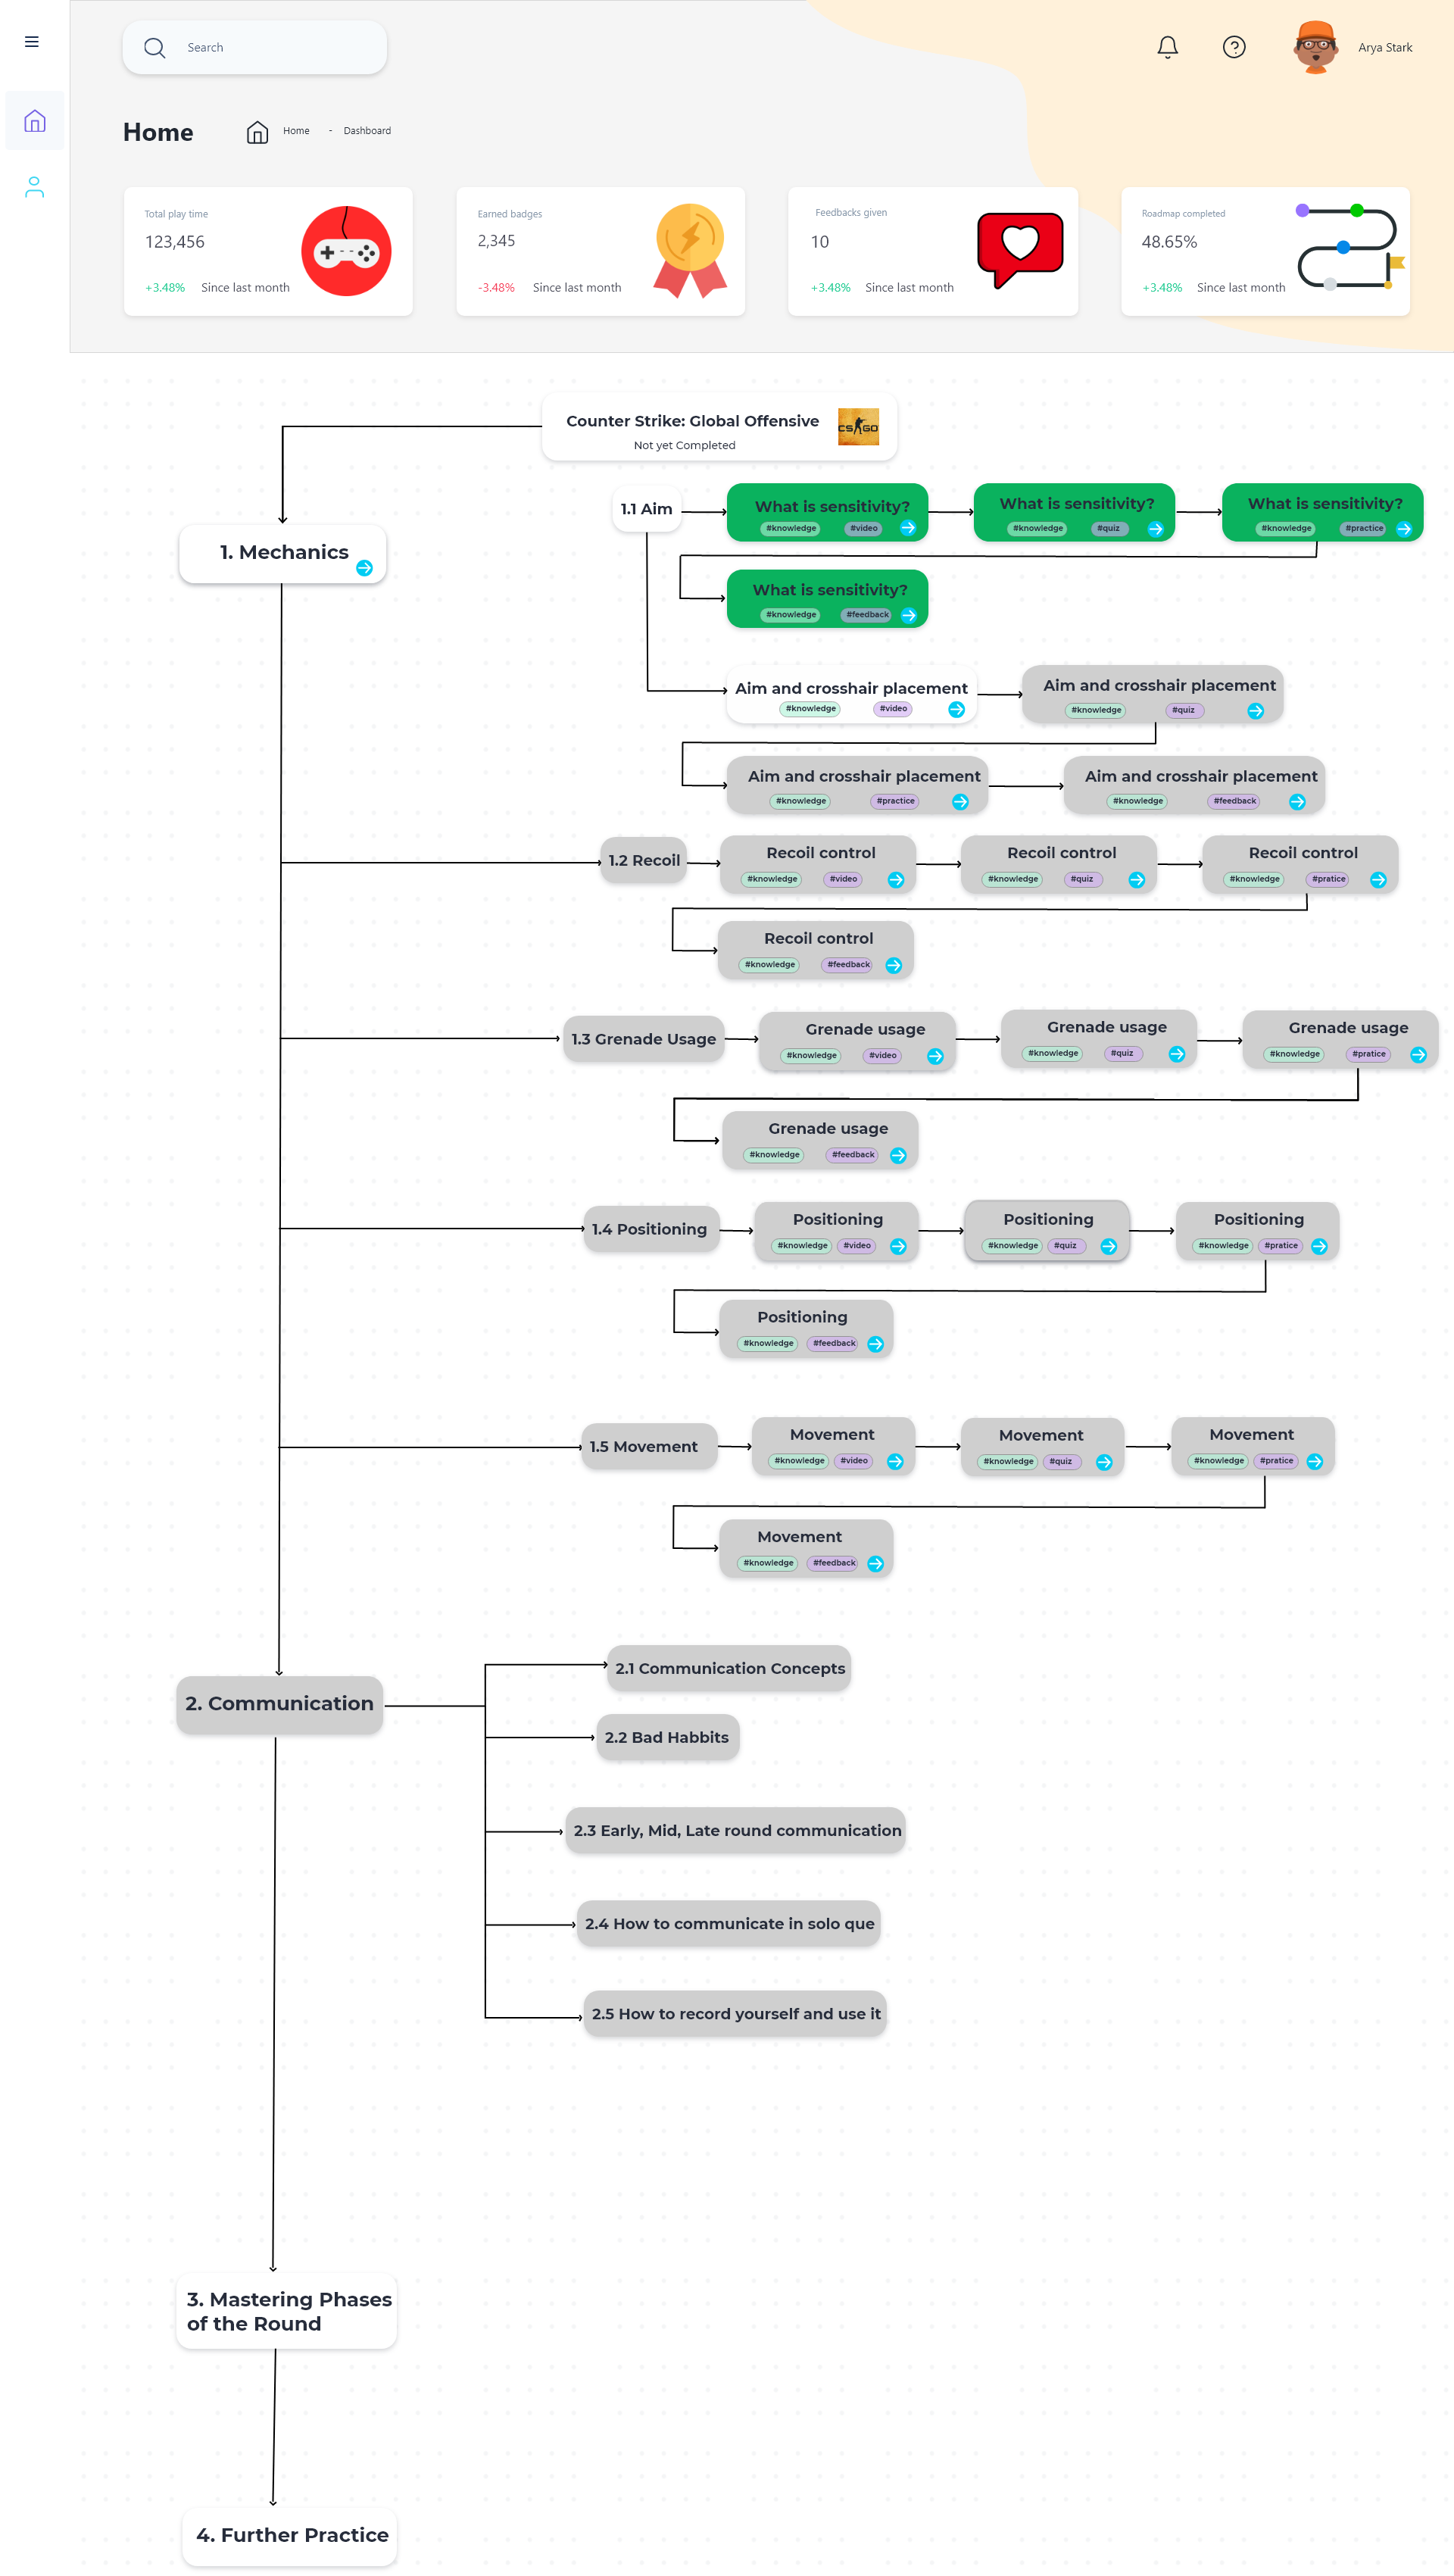 Search
Arya Stark
Home
Home - Dashboard
Total play time
123,456
+3.48% Since last month
Earned badges
2,345
-3.48% Since last month
Feedbacks given
10
+3.48% Since last month
Roadmap completed
48.65%
+3.48% Since last month
Counter Strike: Global Offensive
Not yet Completed
CS GO
1. Mechanics
1.1 Aim
What is sensitivity?
#knowledge #video
What is sensitivity?
#knowledge #quiz
What is sensitivity?
#knowledge #practice
What is sensitivity?
#knowledge #feedback
Aim and crosshair placement
#knowledge #video
Aim and crosshair placement
#knowledge #quiz
Aim and crosshair placement
#knowledge #practice
Aim and crosshair placement
#knowledge #feedback
1.2 Recoil
Recoil control
#knowledge #video
Recoil control
#knowledge #quiz
Recoil control
#knowledge #pratice
Recoil control
#knowledge #feedback
1.3 Grenade Usage
Grenade usage
#knowledge #video
Grenade usage
#knowledge #quiz
Grenade usage
#knowledge #pratice
Grenade usage
#knowledge #feedback
1.4 Positioning
Positioning
#knowledge #video
Positioning
#knowledge #quiz
Positioning
#knowledge #pratice
Positioning
#knowledge #feedback
1.5 Movement
Movement
#knowledge #video
Movement
#knowledge #quiz
Movement
#knowledge #pratice
Movement
#knowledge #feedback
2. Communication
2.1 Communication Concepts
2.2 Bad Habbits
2.3 Early, Mid, Late round communication
2.4 How to communicate in solo que
2.5 How to record yourself and use it
3. Mastering Phases
of the Round
4. Further Practice